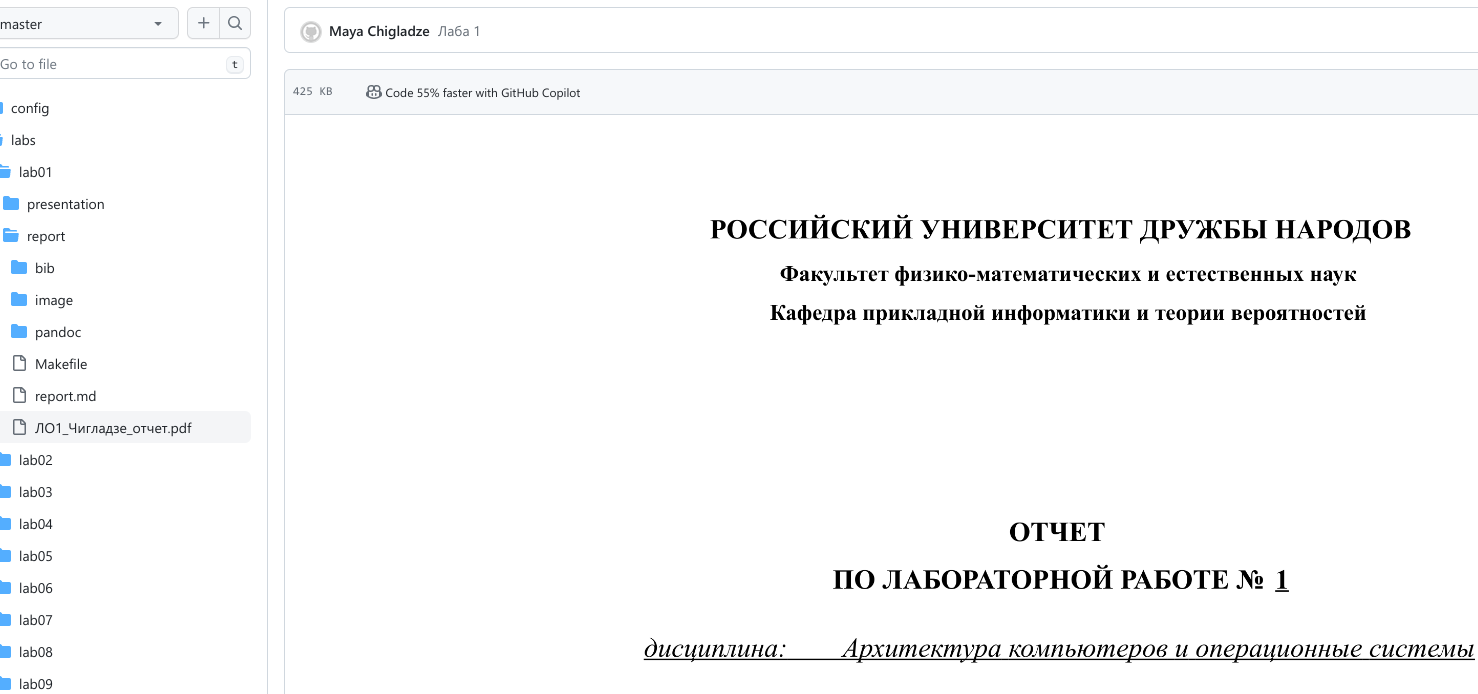 master
Go to file
t
config
labs
lab01
presentation
report
bib
image
pandoc
Makefile
report.md
ЛО1_Чигладзе_отчет.pdf
lab02
lab03
lab04
lab05
lab06
lab07
lab08
lab09
Maya Chigladze Лаба 1
425 KB Code 55% faster with GitHub Copilot
РОССИЙСКИЙ УНИВЕРСИТЕТ ДРУЖБЫ НАРОДОВ
Факультет физико-математических и естественных наук
Кафедра прикладной информатики и теории вероятностей
ОТЧЕТ
ПО ЛАБОРАТОРНОЙ РАБОТЕ № 1
дисциплина: Архитектура компьютеров и операционные системы